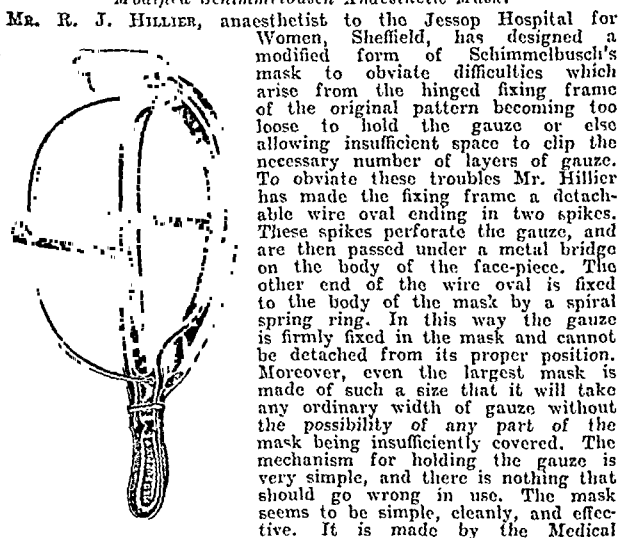 Modified Schimmelbusch Anaesthetic Mask.
MR. R. J. HILLIER, anaesthetist to the Jessop Hospital for
Women, Sheffield, has designed a
modified form of Schimmelbusch's
mask to obviate difficulties which
arise from the hinged fixing frame
of the original pattern becoming too
loose to hold the gauze or else
allowing insufficient space to clip the
necessary number of layers of gauze.
To obviate these troubles Mr. Hillier
has made the fixing frame a detach-
able wire oval ending in two spikes.
These spikes perforate the gauze, and
are then passed under a metal bridge
on the body of the face-piece. The
other end of the wire oval is fixed
to the body of the mask by a spiral
spring ring. In this way the gauze
is firmly fixed in the mask and cannot
be detached from its proper position.
Moreover, even the largest mask is
made of such a size that it will take
any ordinary width of gauze without
the possibility of any part of the
mask being insufficiently covered. The
mechanism for holding the gauze is
very simple, and there is nothing that
should go wrong in use. The mask
seems to be simple, cleanly, and effec-
tive. It is made by the Medical